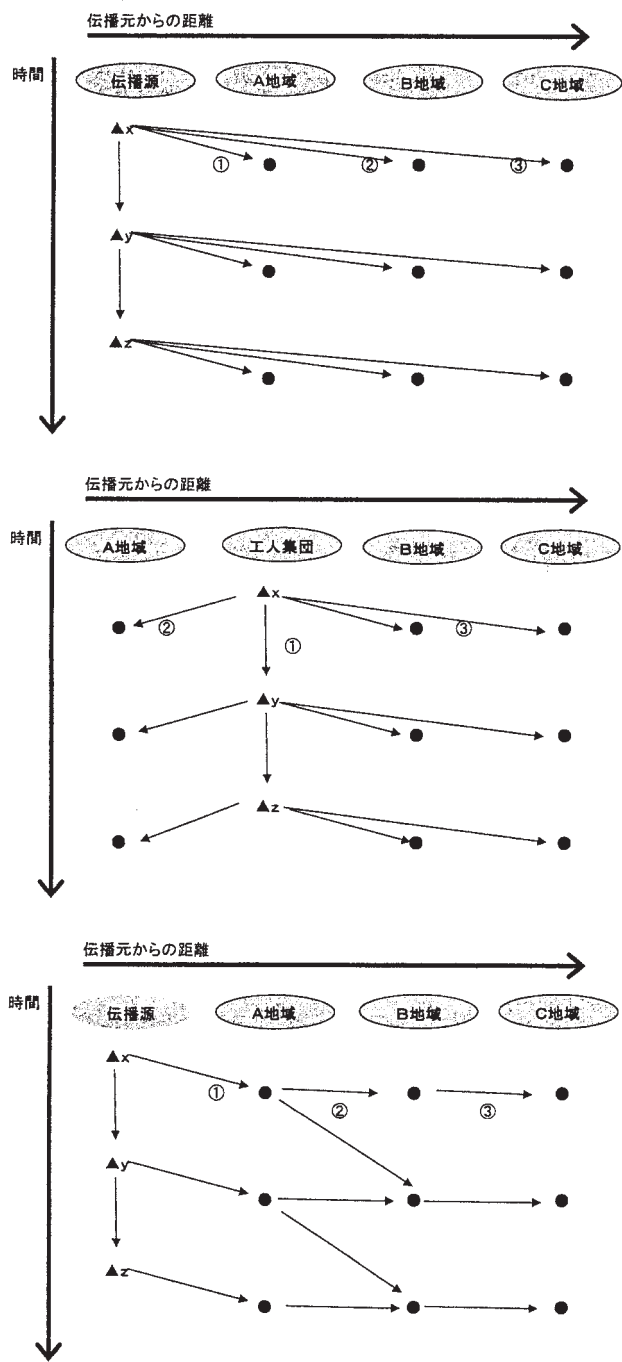 伝播元からの距離
時間
伝播源 A地域 B地域 C地域
▲x
① ② ③
▲y
▲z
伝播元からの距離
時間
A地域 工人集団 B地域 C地域
▲x
② ③
①
▲y
▲z
伝播元からの距離
時間
伝播源 A地域 B地域 C地域
▲x
① ② ③
▲y
▲z